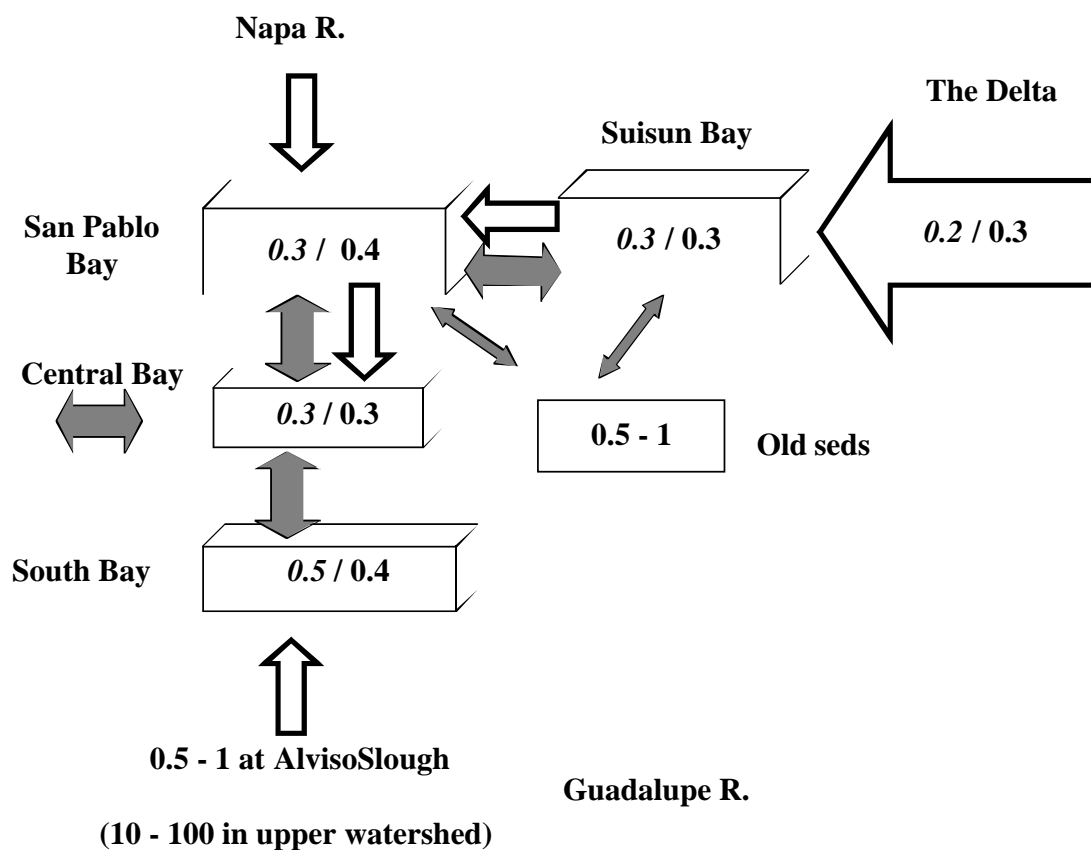 Napa R.
The Delta
Suisun Bay
San Pablo
Bay
0.3 / 0.4
0.3 / 0.3
0.2 / 0.3
Central Bay
0.3 / 0.3
0.5 - 1
Old seds
South Bay
0.5 / 0.4
0.5 - 1 at AlvisoSlough
Guadalupe R.
(10 - 100 in upper watershed)